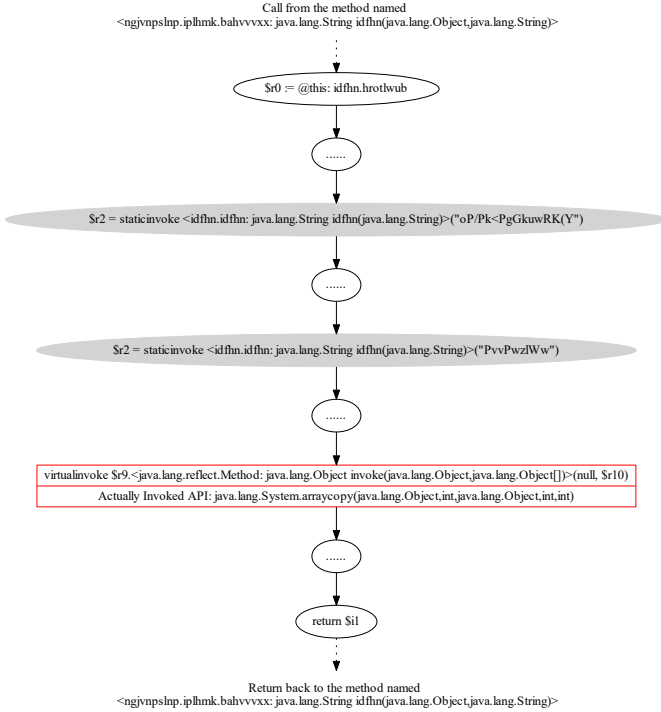 Call from the method named
<ngjvnpslnp.iplhmk.bahvvvxx: java.lang.String idfhn(java.lang.Object,java.lang.String)>
$r0 := @this: idfhn.hrotlwub
......
$r2 = staticinvoke <idfhn.idfhn: java.lang.String idfhn(java.lang.String)>("oP/Pk<PgGkuwRK(Y")
......
$r2 = staticinvoke <idfhn.idfhn: java.lang.String idfhn(java.lang.String)>("PvvPwzlWw")
......
virtualinvoke $r9.<java.lang.reflect.Method: java.lang.Object invoke(java.lang.Object,java.lang.Object[])>(null, $r10)
Actually Invoked API: java.lang.System.arraycopy(java.lang.Object,int,java.lang.Object,int,int)
......
return $i1
Return back to the method named
<ngjvnpslnp.iplhmk.bahvvvxx: java.lang.String idfhn(java.lang.Object,java.lang.String)>